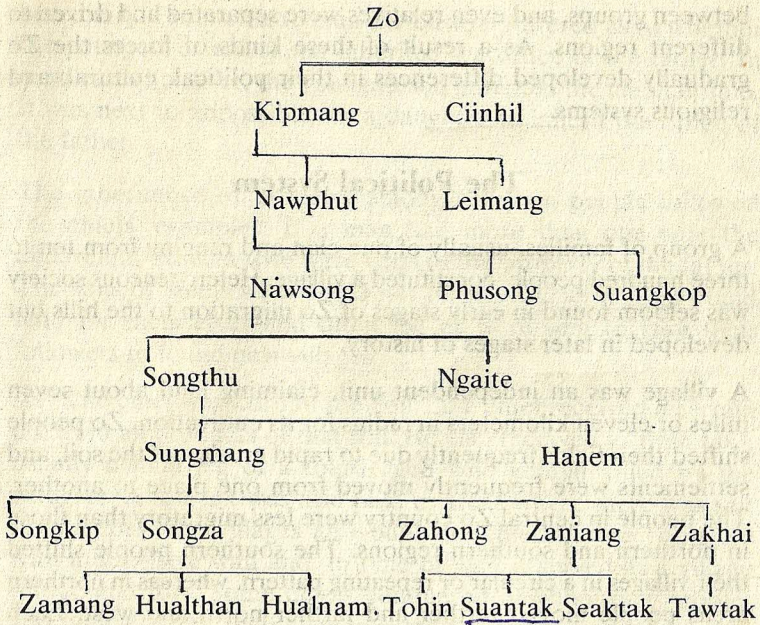 Zo
Kipmang Ciinhil
Nawphut Leimang
Nawsong Phusong Suangkop
Songthu Ngaite
Sungmang Hanem
Songkip Songza Zahong Zaniang Zakhai
Zamang Hualthan Hualnam Tohin Suantak Seaktak Tawtak